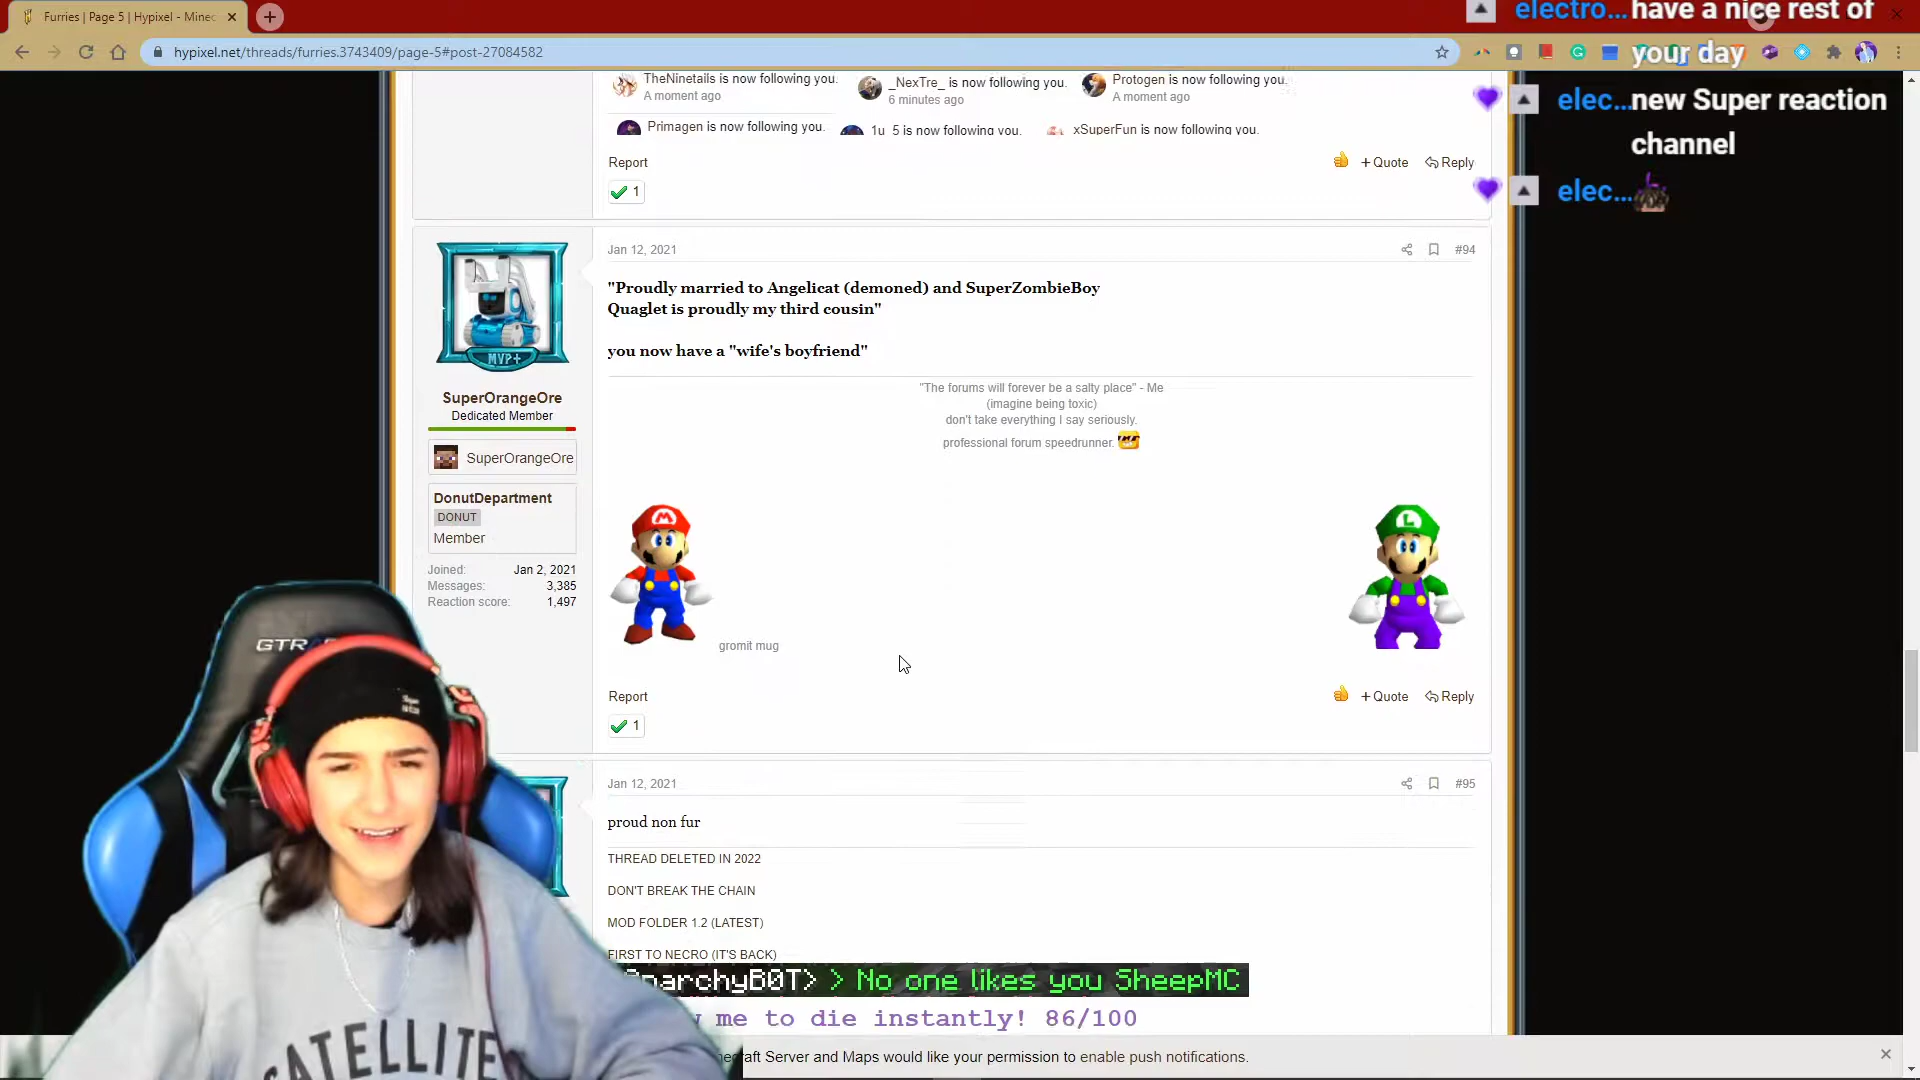 Furries | Page 5 | Hypixel - Minec
electro... have a nice rest of
your day
hypixel.net/threads/furries.3743409/page-5#post-27084582
elec... new Super reaction
channel
elec...
TheNinetails is now following you.
A moment ago
_NexTre_ is now following you.
6 minutes ago
Protogen is now following you.
A moment ago
Primagen is now following you.
1u 5 is now following you.
xSuperFun is now following you.
Report
+ Quote
Reply
1
Jan 12, 2021
#94
"Proudly married to Angelicat (demoned) and SuperZombieBoy
Quaglet is proudly my third cousin"
you now have a "wife's boyfriend"
"The forums will forever be a salty place" - Me
(imagine being toxic)
don't take everything I say seriously.
professional forum speedrunner.
MVP+
SuperOrangeOre
Dedicated Member
SuperOrangeOre
DonutDepartment
DONUT
Member
Joined: Jan 2, 2021
Messages: 3,385
Reaction score: 1,497
M
L
gromit mug
Report
+ Quote
Reply
1
Jan 12, 2021
#95
proud non fur
THREAD DELETED IN 2022
DON'T BREAK THE CHAIN
MOD FOLDER 1.2 (LATEST)
FIRST TO NECRO (IT'S BACK)
narchyB0T> > No one likes you SheepMC
me to die instantly! 86/100
craft Server and Maps would like your permission to enable push notifications.
GTR
SATELLITE